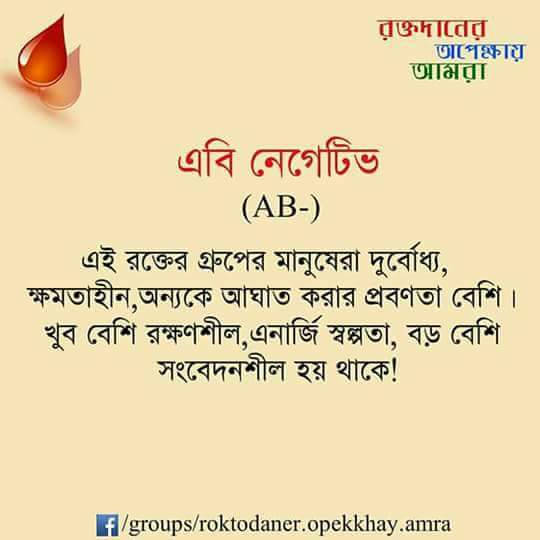 রক্তদানের
অপেক্ষায়
আমরা
এবি নেগেটিভ
(AB-)
এই রক্তের গ্রুপের মানুষেরা দুর্বোধ্য,
ক্ষমতাহীন,অন্যকে আঘাত করার প্রবণতা বেশি।
খুব বেশি রক্ষণশীল,এনার্জি স্বল্পতা, বড় বেশি
সংবেদনশীল হয় থাকে!
/groups/roktodaner.opekkhay.amra